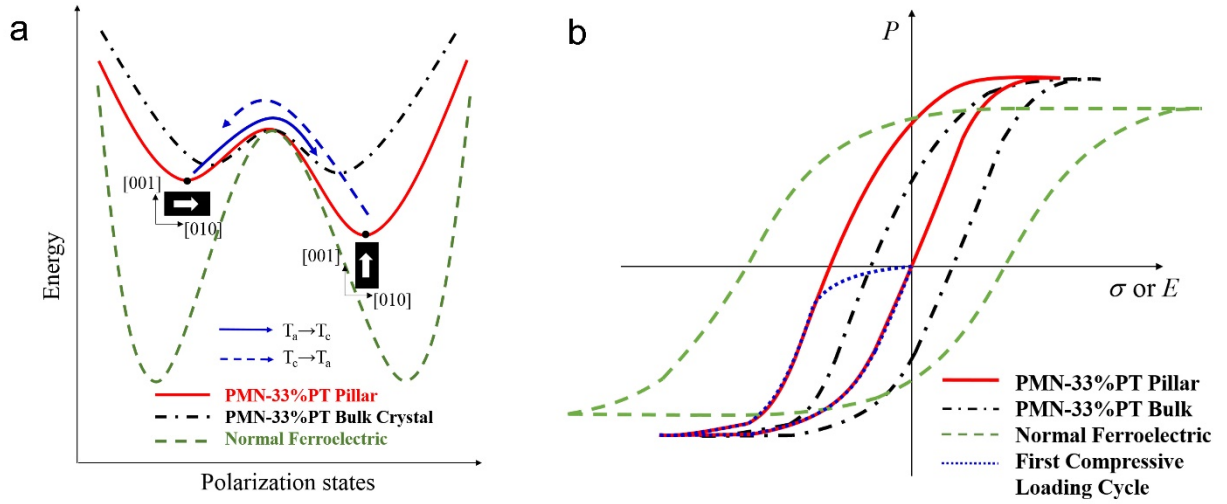 a
Energy
[001]
[010]
[001]
[010]
Tₐ→T꜀
T꜀→Tₐ
PMN-33%PT Pillar
PMN-33%PT Bulk Crystal
Normal Ferroelectric
Polarization states
b
P
σ or E
PMN-33%PT Pillar
PMN-33%PT Bulk
Normal Ferroelectric
First Compressive
Loading Cycle